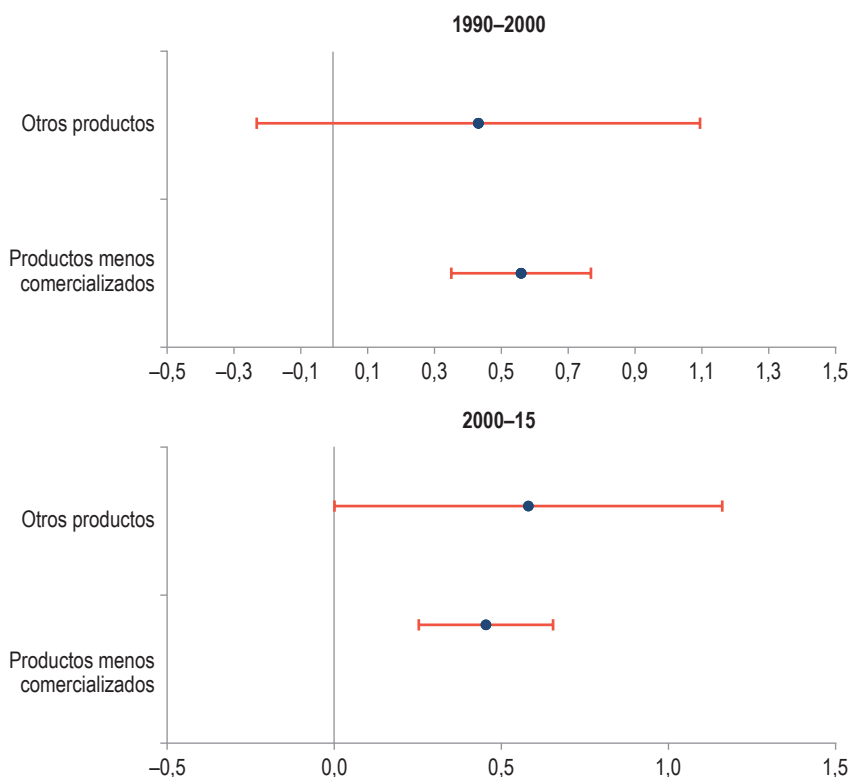 1990–2000
Otros productos
Productos menos
comercializados
–0,5 –0,3 –0,1 0,1 0,3 0,5 0,7 0,9 1,1 1,3 1,5
2000–15
Otros productos
Productos menos
comercializados
–0,5 0,0 0,5 1,0 1,5